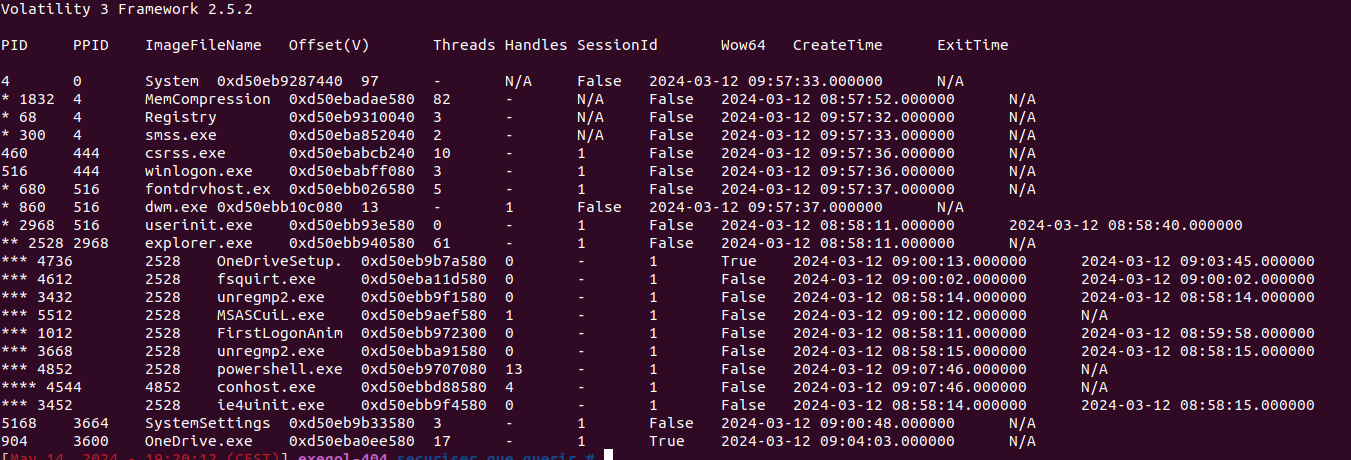 Volatility 3 Framework 2.5.2
PID PPID ImageFileName Offset(V) Threads Handles SessionId Wow64 CreateTime ExitTime
4 0 System 0xd50eb9287440 97 - N/A False 2024-03-12 09:57:33.000000 N/A
* 1832 4 MemCompression 0xd50ebadae580 82 - N/A False 2024-03-12 08:57:52.000000 N/A
* 68 4 Registry 0xd50eb9310040 3 - N/A False 2024-03-12 09:57:32.000000 N/A
* 300 4 smss.exe 0xd50eba852040 2 - N/A False 2024-03-12 09:57:33.000000 N/A
460 444 csrss.exe 0xd50ebabcb240 10 - 1 False 2024-03-12 09:57:36.000000 N/A
516 444 winlogon.exe 0xd50ebabff080 3 - 1 False 2024-03-12 09:57:36.000000 N/A
* 680 516 fontdrvhost.ex 0xd50ebb026580 5 - 1 False 2024-03-12 09:57:37.000000 N/A
* 860 516 dwm.exe 0xd50ebb10c080 13 - 1 False 2024-03-12 09:57:37.000000 N/A
* 2968 516 userinit.exe 0xd50ebb93e580 0 - 1 False 2024-03-12 08:58:11.000000 2024-03-12 08:58:40.000000
** 2528 2968 explorer.exe 0xd50ebb940580 61 - 1 False 2024-03-12 08:58:11.000000 N/A
*** 4736 2528 OneDriveSetup. 0xd50eb9b7a580 0 - 1 True 2024-03-12 09:00:13.000000 2024-03-12 09:03:45.000000
*** 4612 2528 fsquirt.exe 0xd50eba11d580 0 - 1 False 2024-03-12 09:00:02.000000 2024-03-12 09:00:02.000000
*** 3432 2528 unregmp2.exe 0xd50ebb9f1580 0 - 1 False 2024-03-12 08:58:14.000000 2024-03-12 08:58:14.000000
*** 5512 2528 MSASCuiL.exe 0xd50eb9aef580 1 - 1 False 2024-03-12 09:00:12.000000 N/A
*** 1012 2528 FirstLogonAnim 0xd50ebb972300 0 - 1 False 2024-03-12 08:58:11.000000 2024-03-12 08:59:58.000000
*** 3668 2528 unregmp2.exe 0xd50ebba91580 0 - 1 False 2024-03-12 08:58:15.000000 2024-03-12 08:58:15.000000
*** 4852 2528 powershell.exe 0xd50eb9707080 13 - 1 False 2024-03-12 09:07:46.000000 N/A
**** 4544 4852 conhost.exe 0xd50ebbd88580 4 - 1 False 2024-03-12 09:07:46.000000 N/A
*** 3452 2528 ie4uinit.exe 0xd50ebb9f4580 0 - 1 False 2024-03-12 08:58:14.000000 2024-03-12 08:58:15.000000
5168 3664 SystemSettings 0xd50eb9b33580 3 - 1 False 2024-03-12 09:00:48.000000 N/A
904 3600 OneDrive.exe 0xd50eba0ee580 17 - 1 True 2024-03-12 09:04:03.000000 N/A
[May 14, 2024 - 19:20:12 (CEST)] exegol-404 securiser que querir #